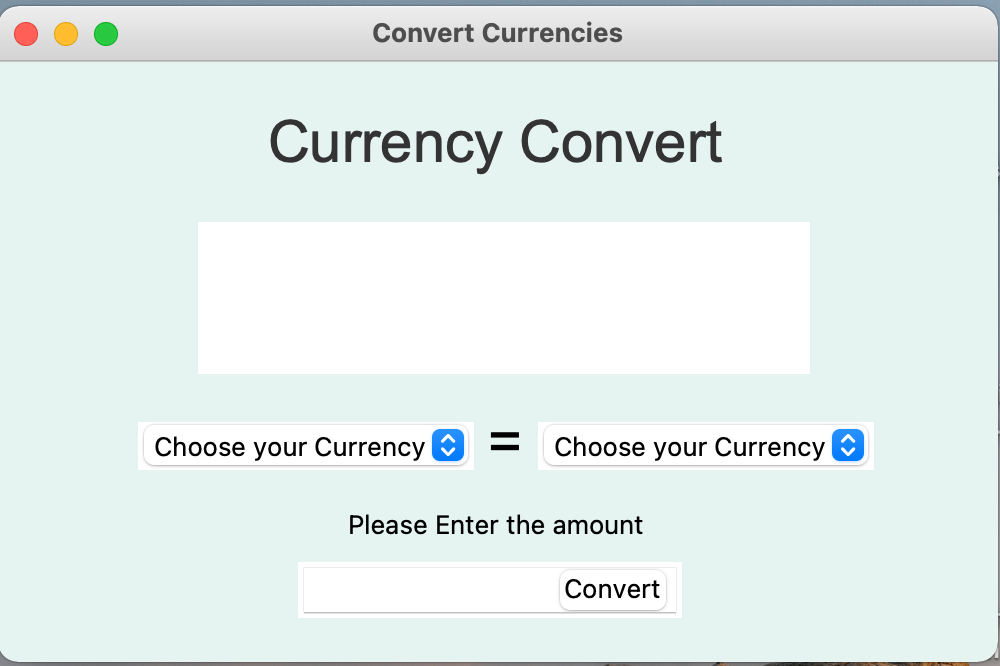 Convert Currencies
Currency Convert
Choose your Currency = Choose your Currency
Please Enter the amount
Convert